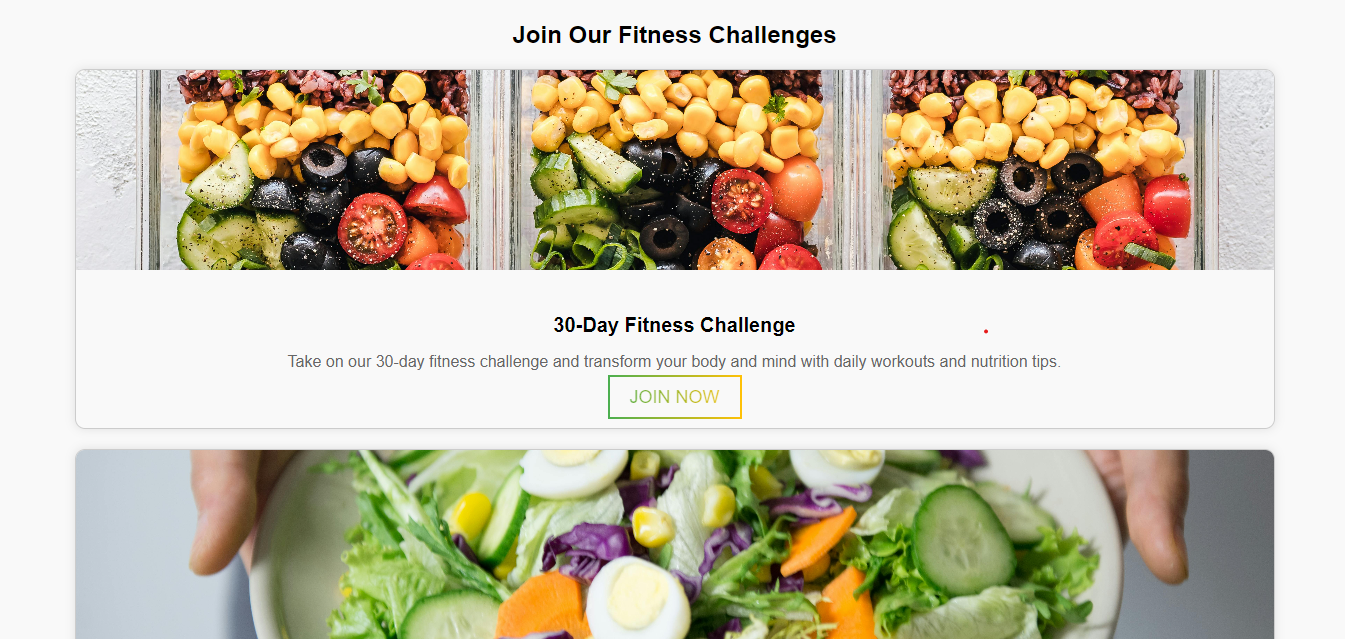 Join Our Fitness Challenges
30-Day Fitness Challenge
Take on our 30-day fitness challenge and transform your body and mind with daily workouts and nutrition tips.
JOIN NOW